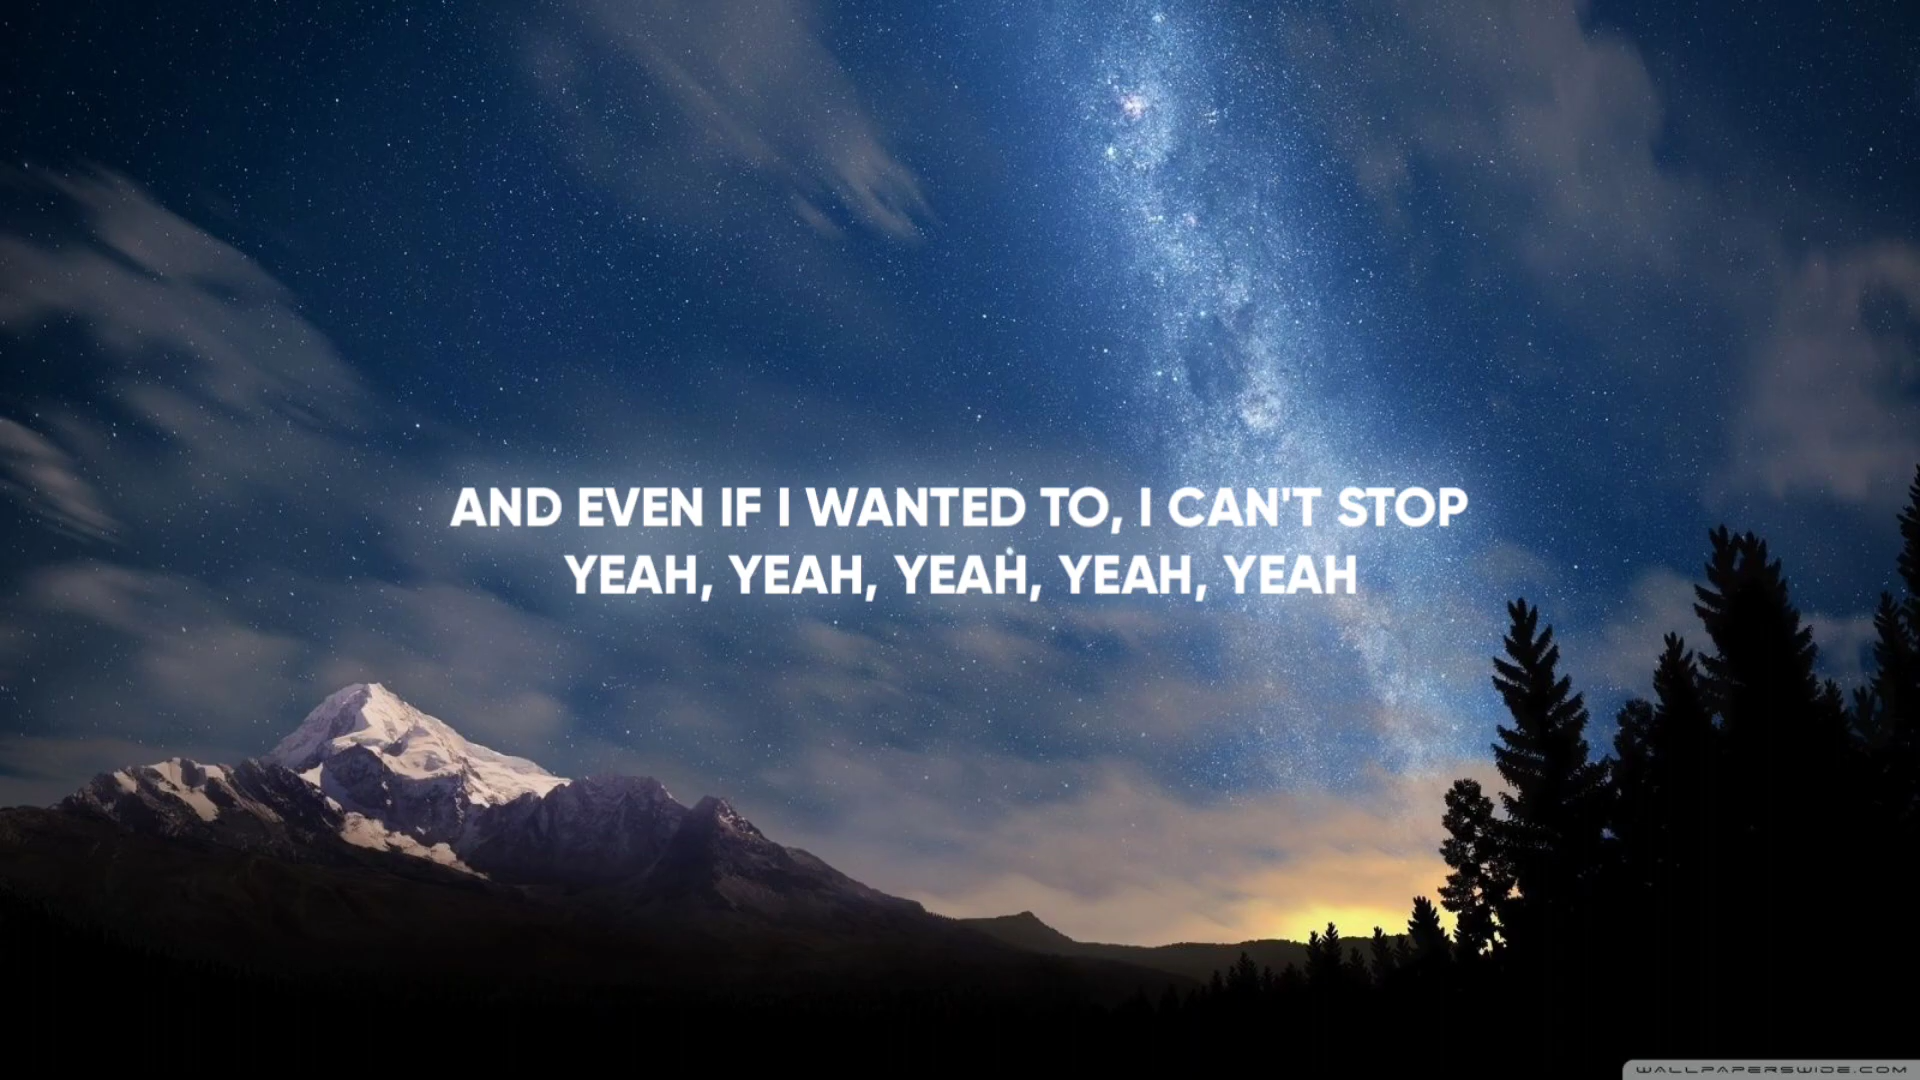 AND EVEN IF I WANTED TO, I CAN'T STOP
YEAH, YEAH, YEAH, YEAH, YEAH
WALLPAPERSWIDE.COM